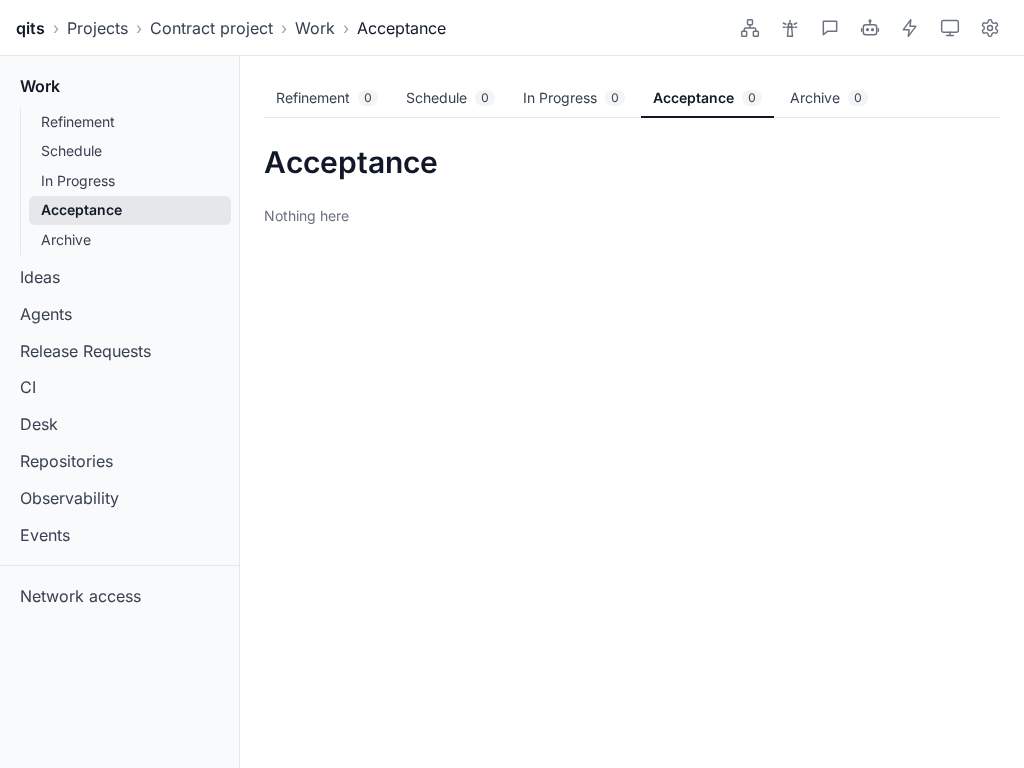 qits › Projects › Contract project › Work › Acceptance
Work
Refinement
Schedule
In Progress
Acceptance
Archive
Ideas
Agents
Release Requests
CI
Desk
Repositories
Observability
Events
Network access
Refinement 0 Schedule 0 In Progress 0 Acceptance 0 Archive 0
Acceptance
Nothing here